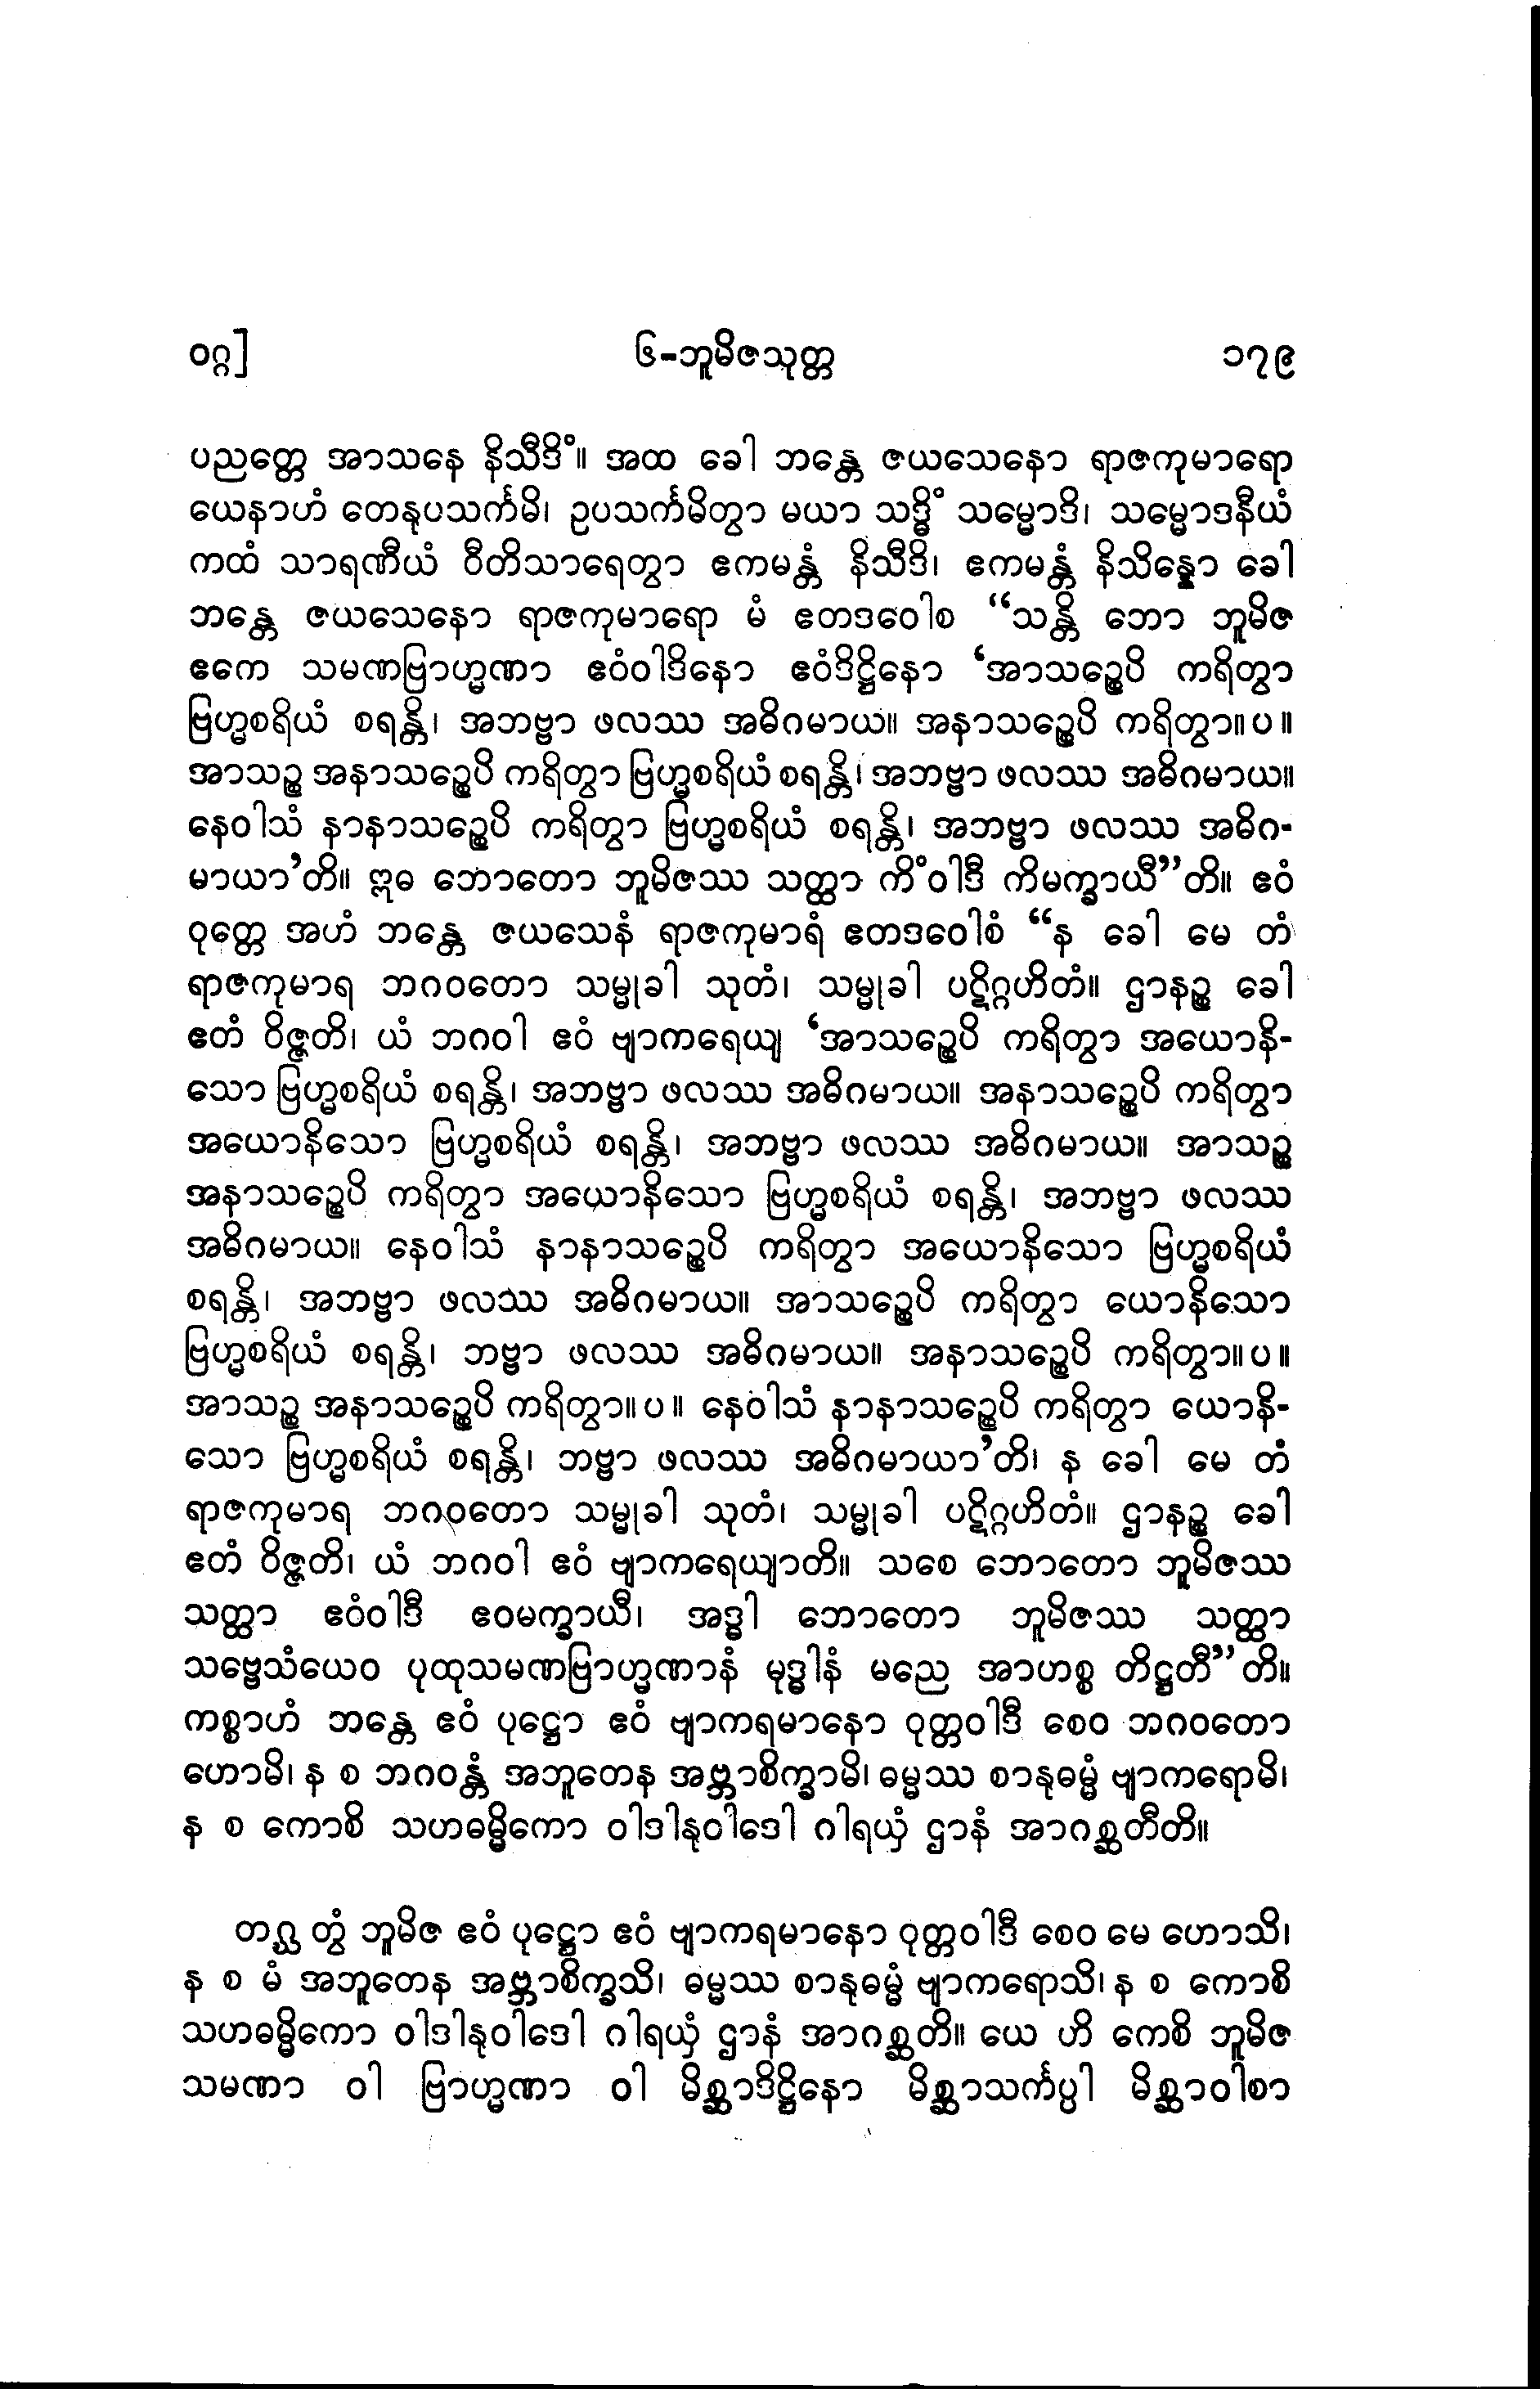 ဝဂ္ဂ]
၆-ဘူမိဇသုတ္တ
၁၇၉
ပညတ္တေ အာသနေ နိသီဒိံ။ အထ ခေါ ဘန္တေ ဇယသေနော ရာဇကုမာရော
ယေနာဟံ တေနုပသင်္ကမိ၊ ဥပသင်္ကမိတွာ မယာ သဒ္ဓိံ သမ္မောဒိ၊ သမ္မောဒနီယံ
ကထံ သာရဏီယံ ဝီတိသာရေတွာ ဧကမန္တံ နိသီဒိ၊ ဧကမန္တံ နိသိန္နော ခေါ
ဘန္တေ ဇယသေနော ရာဇကုမာရော မံ ဧတဒဝေါစ “သန္တိ ဘော ဘူမိဇ
ဧကေ သမဏဗြာဟ္မဏာ ဧဝံဝါဒိနော ဧဝံဒိဋ္ဌိနော ‘အာသဉ္စေပိ ကရိတွာ
ဗြဟ္မစရိယံ စရန္တိ၊ အဘဗ္ဗာ ဖလဿ အဓိဂမာယ။ အနာသဉ္စေပိ ကရိတွာ။ပ။
အာသဉ္စ အနာသဉ္စေပိ ကရိတွာ ဗြဟ္မစရိယံ စရန္တိ၊ အဘဗ္ဗာ ဖလဿ အဓိဂမာယ။
နေဝါသံ နာနာသဉ္စေပိ ကရိတွာ ဗြဟ္မစရိယံ စရန္တိ၊ အဘဗ္ဗာ ဖလဿ အဓိဂ-
မာယာ’တိ။ ဣဓ ဘောတော ဘူမိဇဿ သတ္ထာ ကိံဝါဒီ ကိမက္ခာယီ”တိ။ ဧဝံ
ဝုတ္တေ အဟံ ဘန္တေ ဇယသေနံ ရာဇကုမာရံ ဧတဒဝေါစံ “န ခေါ မေ တံ
ရာဇကုမာရ ဘဂဝတော သမ္မုခါ သုတံ၊ သမ္မုခါ ပဋိဂ္ဂဟိတံ။ ဌာနဉ္စ ခေါ
ဧတံ ဝိဇ္ဇတိ၊ ယံ ဘဂဝါ ဧဝံ ဗျာကရေယျ ‘အာသဉ္စေပိ ကရိတွာ အယောနိ-
သော ဗြဟ္မစရိယံ စရန္တိ၊ အဘဗ္ဗာ ဖလဿ အဓိဂမာယ။ အနာသဉ္စေပိ ကရိတွာ
အယောနိသော ဗြဟ္မစရိယံ စရန္တိ၊ အဘဗ္ဗာ ဖလဿ အဓိဂမာယ။ အာသဉ္စ
အနာသဉ္စေပိ ကရိတွာ အယောနိသော ဗြဟ္မစရိယံ စရန္တိ၊ အဘဗ္ဗာ ဖလဿ
အဓိဂမာယ။ နေဝါသံ နာနာသဉ္စေပိ ကရိတွာ အယောနိသော ဗြဟ္မစရိယံ
စရန္တိ၊ အဘဗ္ဗာ ဖလဿ အဓိဂမာယ။ အာသဉ္စေပိ ကရိတွာ ယောနိသော
ဗြဟ္မစရိယံ စရန္တိ၊ ဘဗ္ဗာ ဖလဿ အဓိဂမာယ။ အနာသဉ္စေပိ ကရိတွာ။ပ။
အာသဉ္စ အနာသဉ္စေပိ ကရိတွာ။ပ။ နေဝါသံ နာနာသဉ္စေပိ ကရိတွာ ယောနိ-
သော ဗြဟ္မစရိယံ စရန္တိ၊ ဘဗ္ဗာ ဖလဿ အဓိဂမာယာ’တိ၊ န ခေါ မေ တံ
ရာဇကုမာရ ဘဂဝတော သမ္မုခါ သုတံ၊ သမ္မုခါ ပဋိဂ္ဂဟိတံ။ ဌာနဉ္စ ခေါ
ဧတံ ဝိဇ္ဇတိ၊ ယံ ဘဂဝါ ဧဝံ ဗျာကရေယျာတိ။ သစေ ဘောတော ဘူမိဇဿ
သတ္ထာ ဧဝံဝါဒီ ဧဝမက္ခာယီ၊ အဒ္ဓါ ဘောတော ဘူမိဇဿ သတ္ထာ
သဗ္ဗေသံယေဝ ပုထုသမဏဗြာဟ္မဏာနံ မုဒ္ဓါနံ မညေ အာဟစ္စ တိဋ္ဌတီ”တိ။
ကစ္စာဟံ ဘန္တေ ဧဝံ ပုဋ္ဌော ဧဝံ ဗျာကရမာနော ဝုတ္တဝါဒီ စေဝ ဘဂဝတော
ဟောမိ၊ န စ ဘဂဝန္တံ အဘူတေန အဗ္ဘာစိက္ခာမိ၊ ဓမ္မဿ စာနုဓမ္မံ ဗျာကရောမိ၊
န စ ကောစိ သဟဓမ္မိကော ဝါဒါနုဝါဒေါ ဂါရယှံ ဌာနံ အာဂစ္ဆတီတိ။
တဂ္ဃ တွံ ဘူမိဇ ဧဝံ ပုဋ္ဌော ဧဝံ ဗျာကရမာနော ဝုတ္တဝါဒီ စေဝ မေ ဟောသိ၊
န စ မံ အဘူတေန အဗ္ဘာစိက္ခသိ၊ ဓမ္မဿ စာနုဓမ္မံ ဗျာကရောသိ၊ န စ ကောစိ
သဟဓမ္မိကော ဝါဒါနုဝါဒေါ ဂါရယှံ ဌာနံ အာဂစ္ဆတိ။ ယေ ဟိ ကေစိ ဘူမိဇ
သမဏာ ဝါ ဗြာဟ္မဏာ ဝါ မိစ္ဆာဒိဋ္ဌိနော မိစ္ဆာသင်္ကပ္ပါ မိစ္ဆာဝါစာ